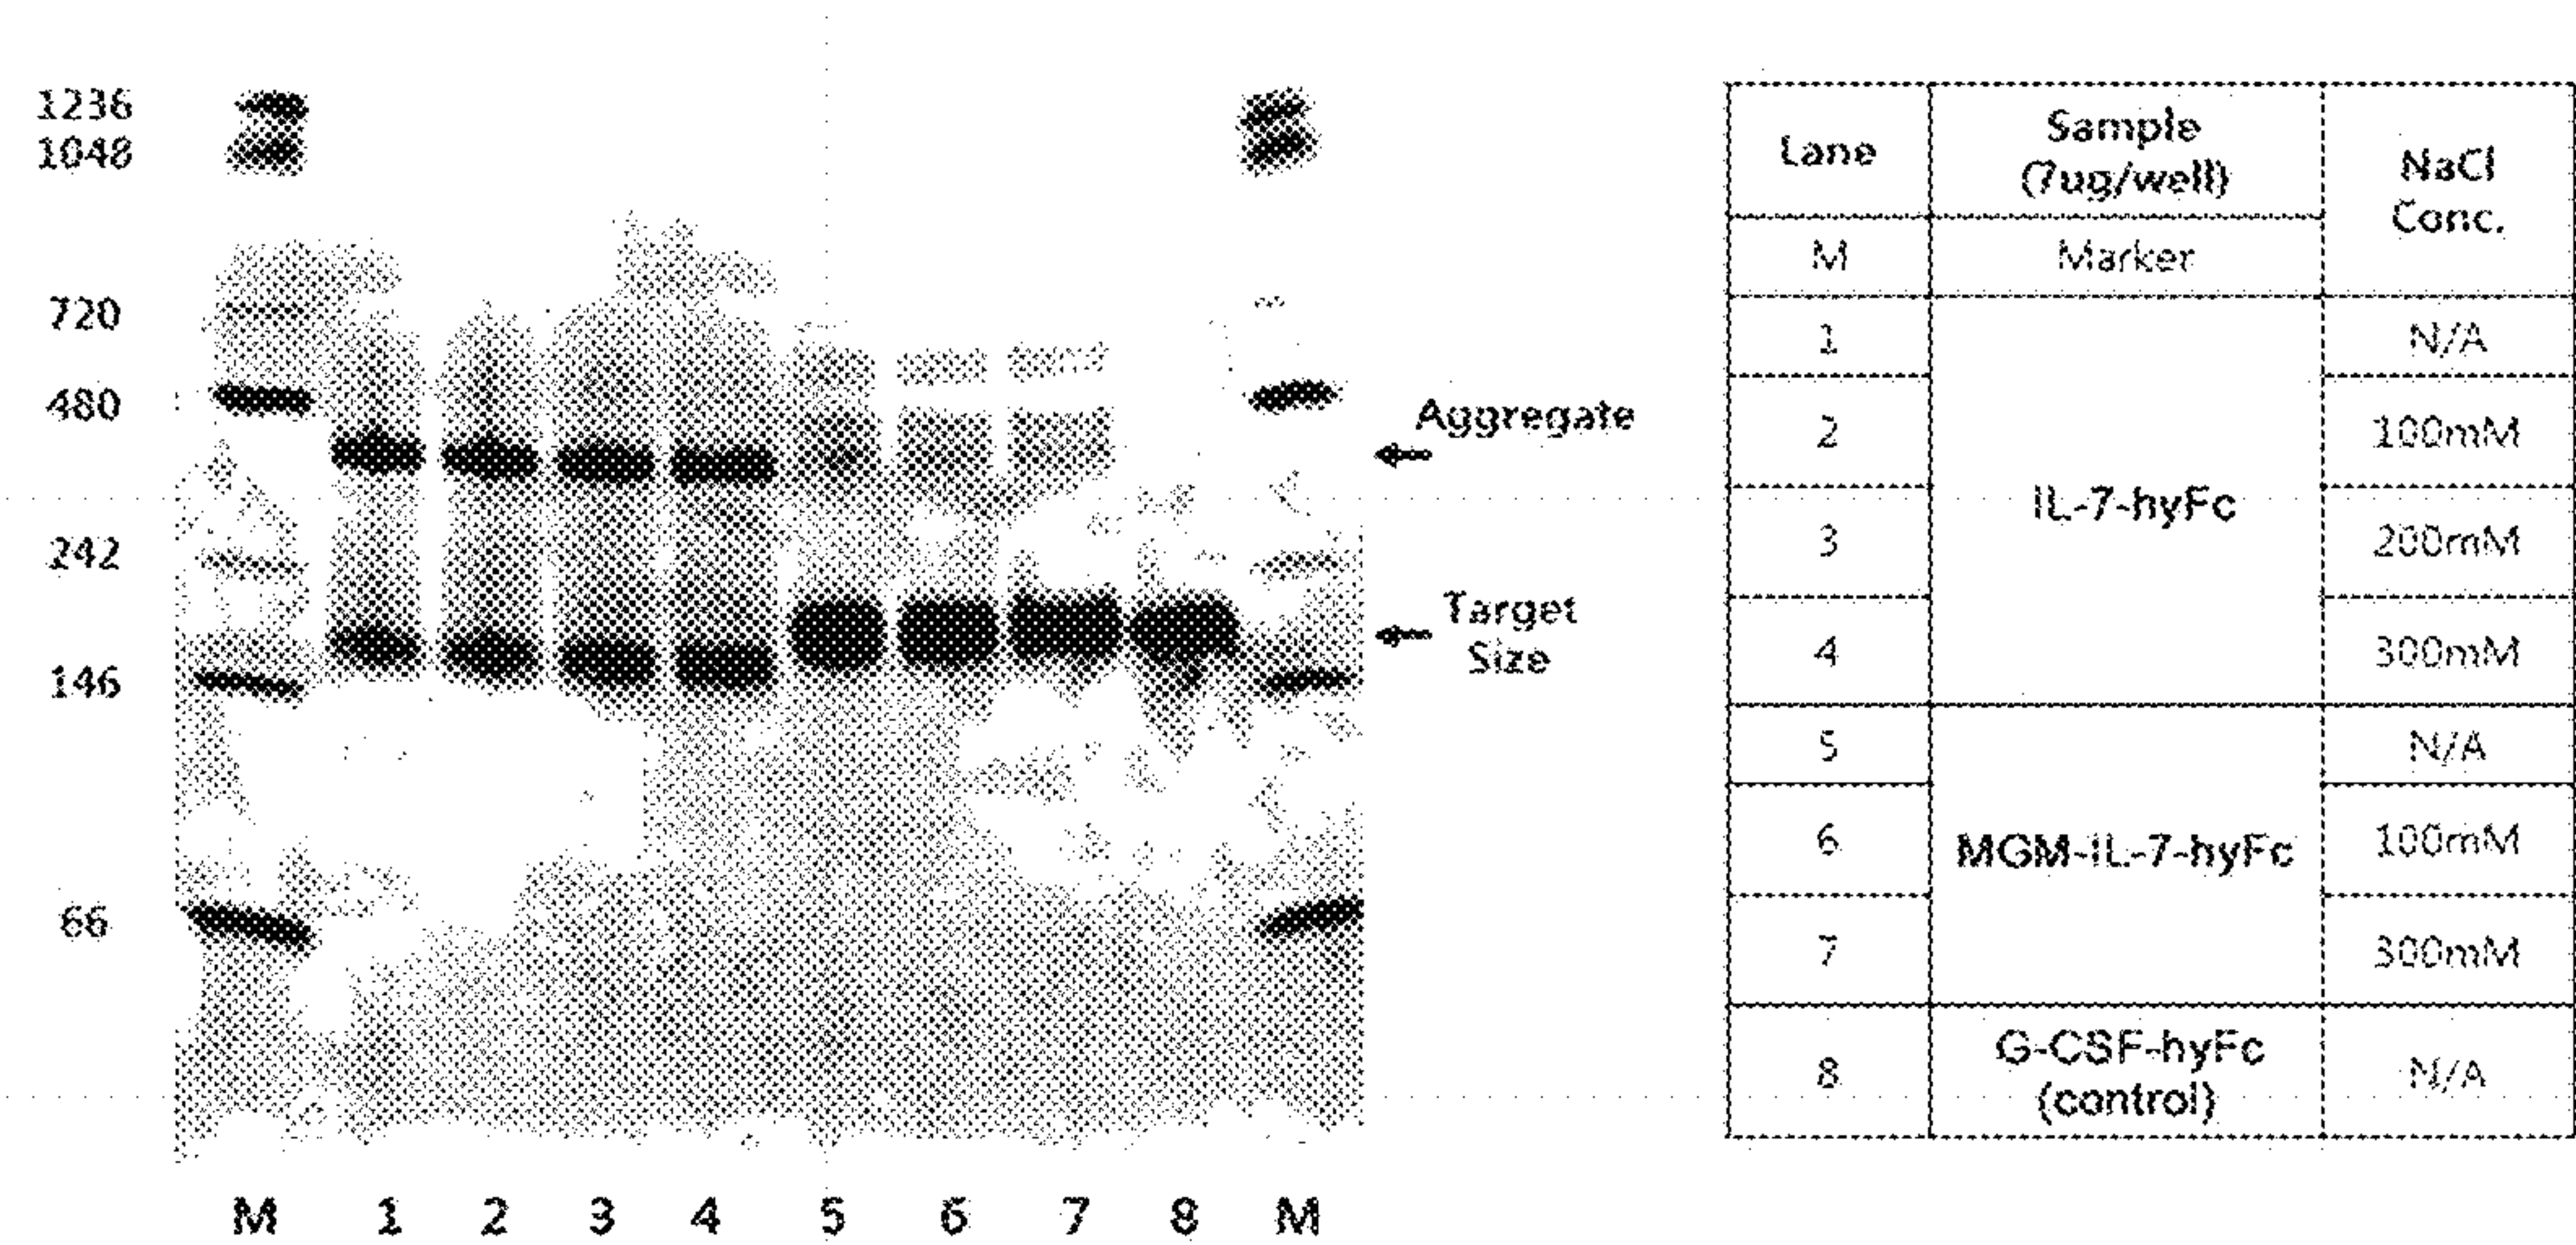 1236
1048
720
480
242
146
66
Aggregate
Target
Size
M 1 2 3 4 5 6 7 8 M
Lane
Sample
(7ug/well)
NaCl
Conc.
M
Marker
1
IL-7-hyFc
N/A
2
100mM
3
200mM
4
300mM
5
MGM-IL-7-hyFc
N/A
6
100mM
7
300mM
8
G-CSF-hyFc
(control)
N/A